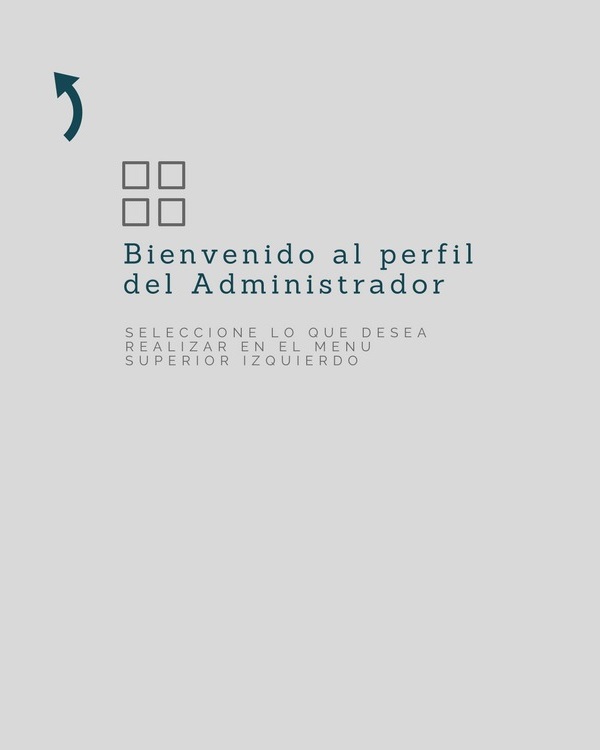 Bienvenido al perfil
del Administrador
SELECCIONE LO QUE DESEA
REALIZAR EN EL MENU
SUPERIOR IZQUIERDO